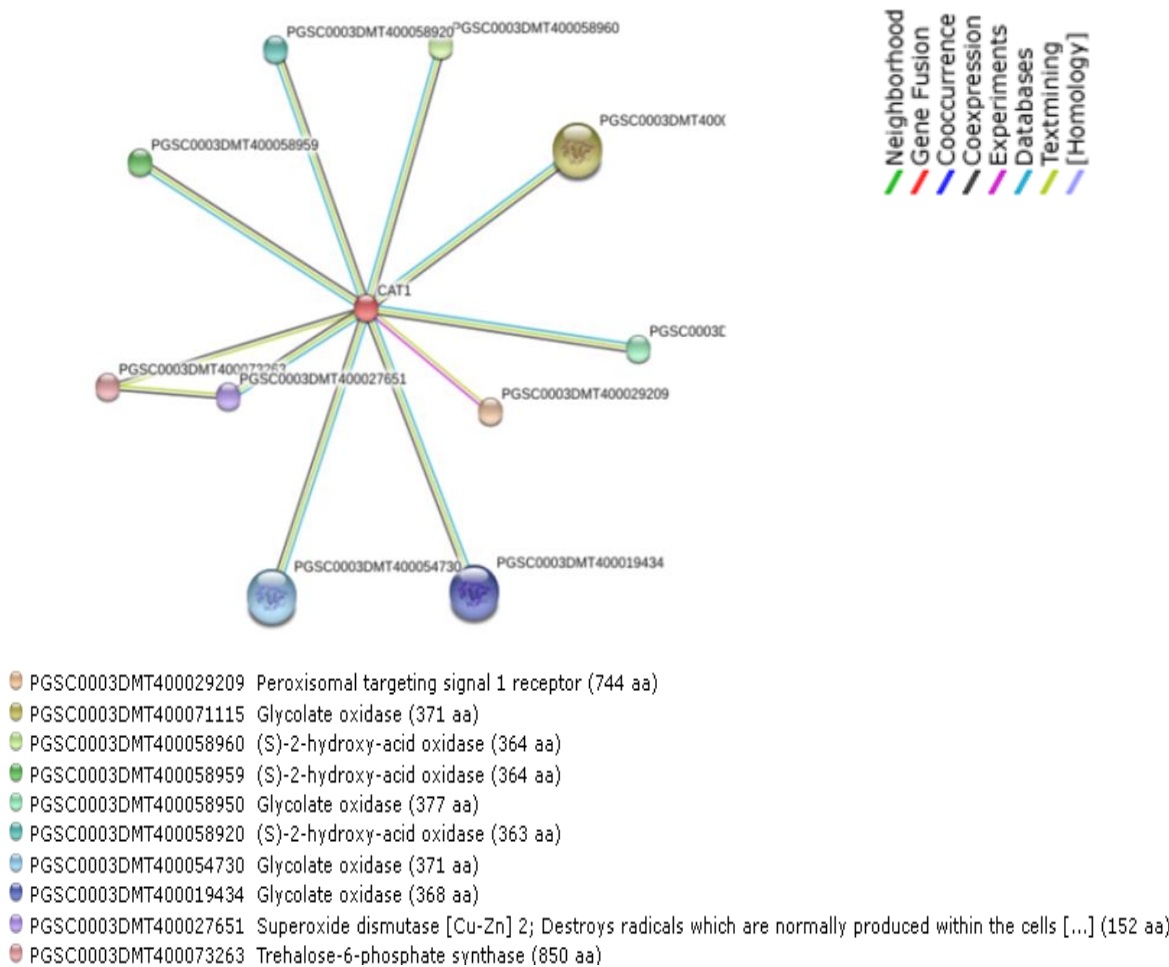 PGSC0003DMT400058920
PGSC0003DMT400058960
PGSC0003DMT400
PGSC0003DMT400058959
CAT1
PGSC0003D
PGSC0003DMT400073263
PGSC0003DMT400027651
PGSC0003DMT400029209
PGSC0003DMT400054730
PGSC0003DMT400019434
Neighborhood
Gene Fusion
Cooccurrence
Coexpression
Experiments
Databases
Textmining
[Homology]
PGSC0003DMT400029209 Peroxisomal targeting signal 1 receptor (744 aa)
PGSC0003DMT400071115 Glycolate oxidase (371 aa)
PGSC0003DMT400058960 (S)-2-hydroxy-acid oxidase (364 aa)
PGSC0003DMT400058959 (S)-2-hydroxy-acid oxidase (364 aa)
PGSC0003DMT400058950 Glycolate oxidase (377 aa)
PGSC0003DMT400058920 (S)-2-hydroxy-acid oxidase (363 aa)
PGSC0003DMT400054730 Glycolate oxidase (371 aa)
PGSC0003DMT400019434 Glycolate oxidase (368 aa)
PGSC0003DMT400027651 Superoxide dismutase [Cu-Zn] 2; Destroys radicals which are normally produced within the cells [...] (152 aa)
PGSC0003DMT400073263 Trehalose-6-phosphate synthase (850 aa)